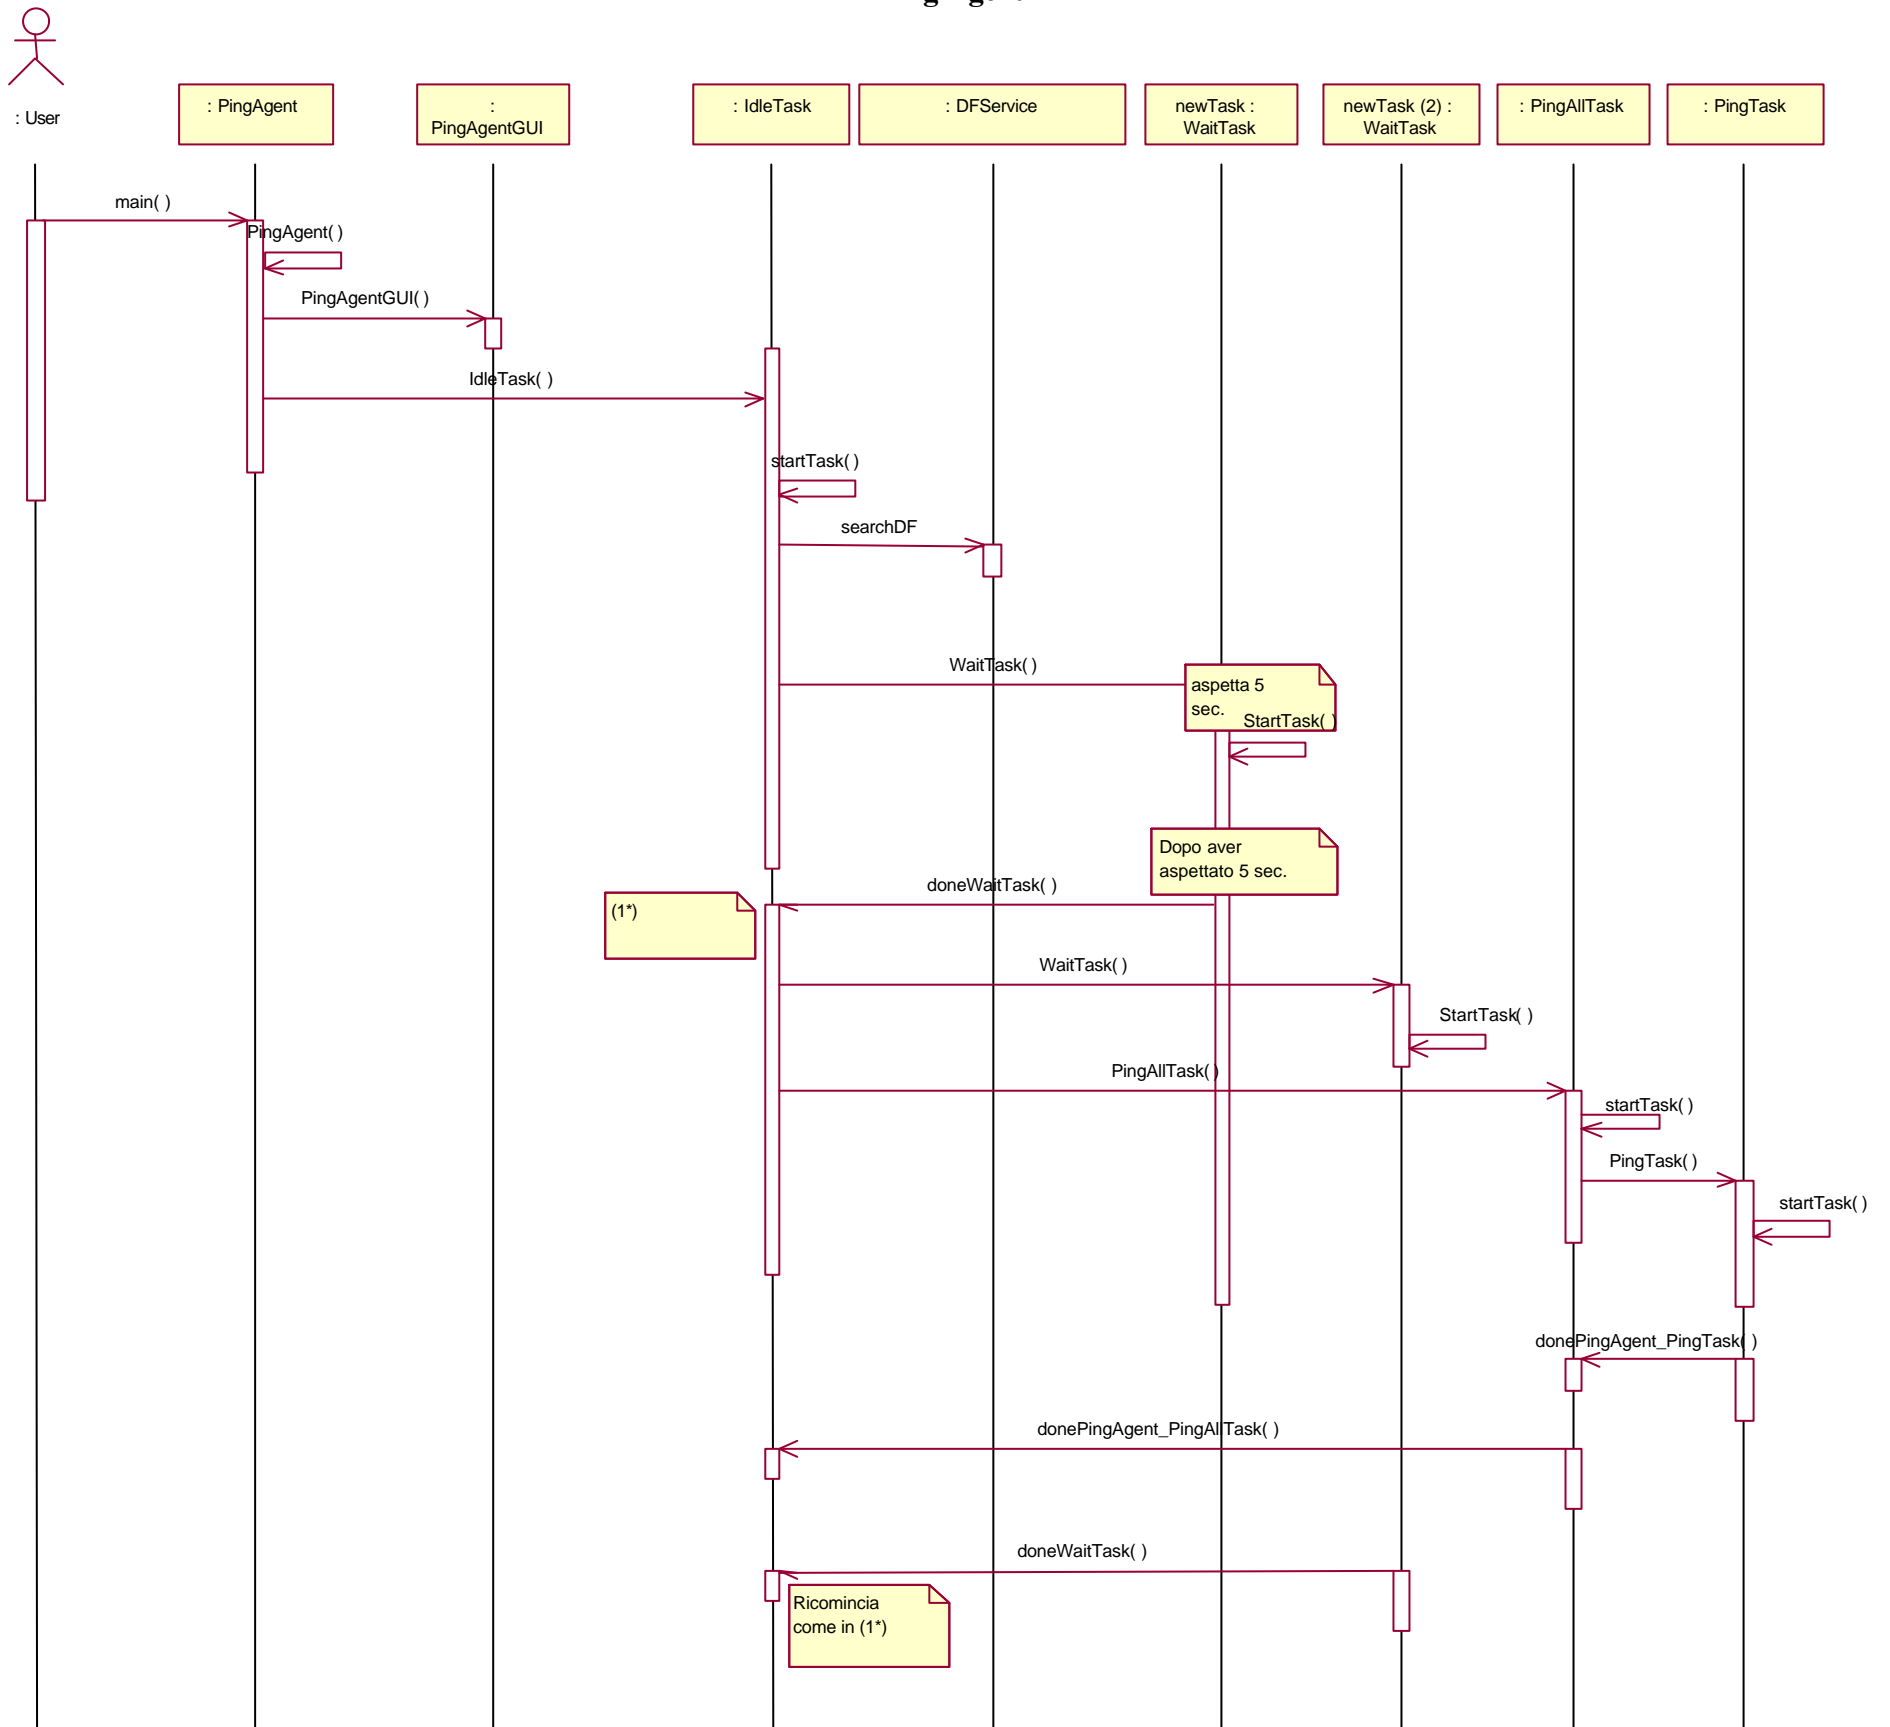 : User
: PingAgent
:
PingAgentGUI
: IdleTask
: DFService
newTask :
WaitTask
newTask (2) :
WaitTask
: PingAllTask
: PingTask
main( )
PingAgent( )
PingAgentGUI( )
IdleTask( )
startTask( )
searchDF
WaitTask( )
aspetta 5
sec.
StartTask( )
Dopo aver
aspettato 5 sec.
doneWaitTask( )
(1*)
WaitTask( )
StartTask( )
PingAllTask( )
startTask( )
PingTask( )
startTask( )
donePingAgent_PingTask( )
donePingAgent_PingAllTask( )
doneWaitTask( )
Ricomincia
come in (1*)